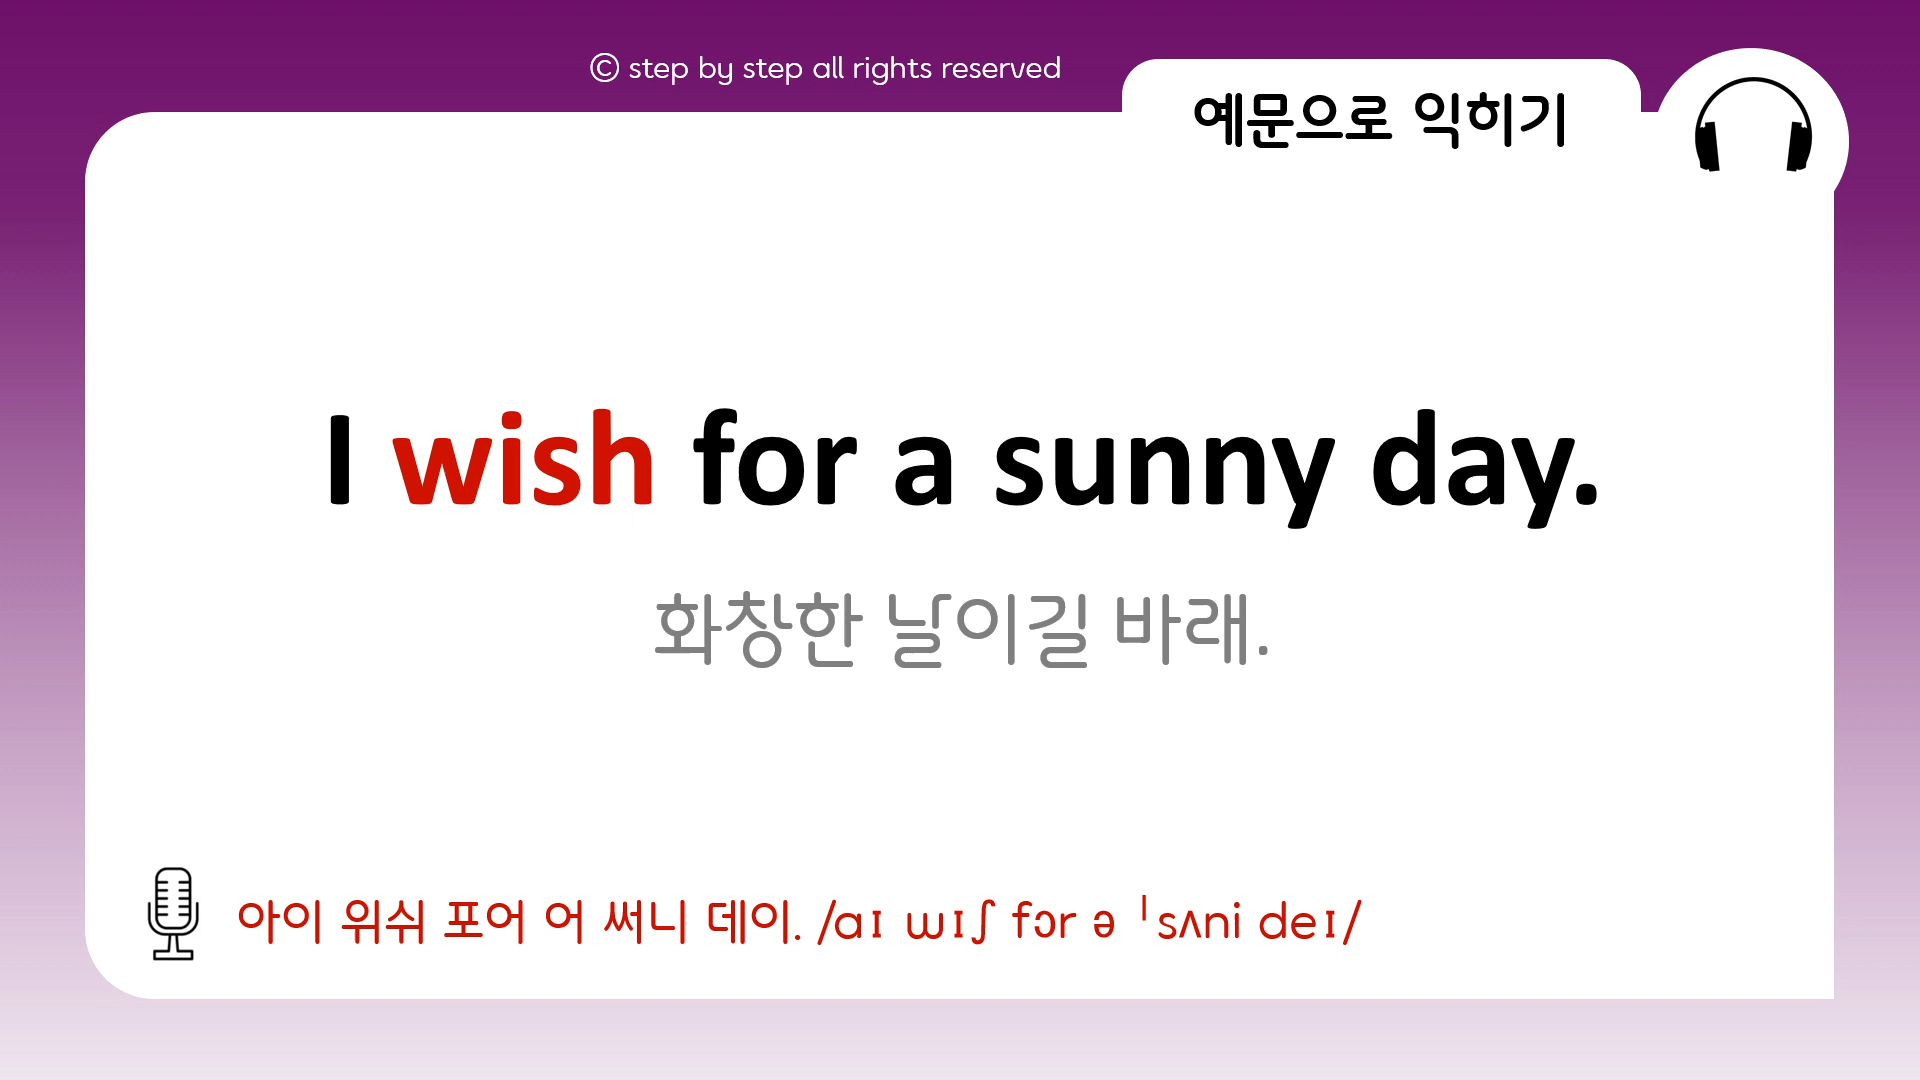 ⓒ step by step all rights reserved
예문으로 익히기
I wish for a sunny day.
화창한 날이길 바래.
아이 위쉬 포어 어 써니 데이. /aɪ wɪʃ fɔr ə ˈsʌni deɪ/